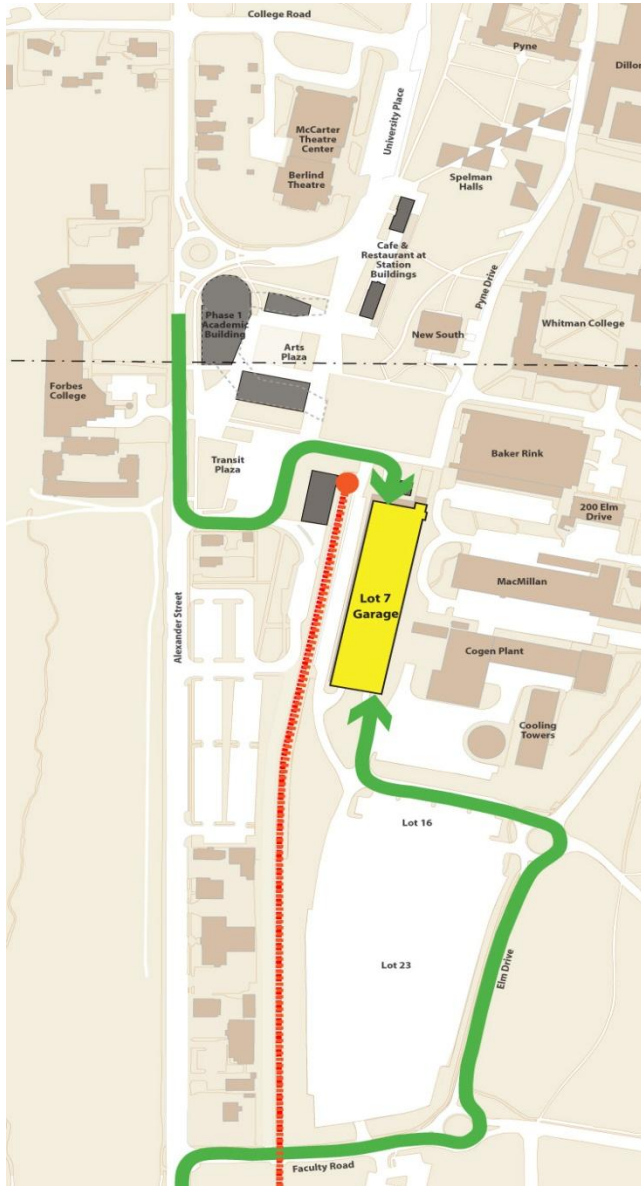 College Road
Pyne
Dillon
McCarter
Theatre
Center
Berlind
Theatre
University Place
Spelman
Halls
Cafe &
Restaurant at
Station
Buildings
Pyne Drive
Phase 1
Academic
Building
Arts
Plaza
New South
Whitman College
Forbes
College
Transit
Plaza
Baker Rink
200 Elm
Drive
Lot 7
Garage
MacMillan
Alexander Street
Cogen Plant
Cooling
Towers
Lot 16
Lot 23
Elm Drive
Faculty Road